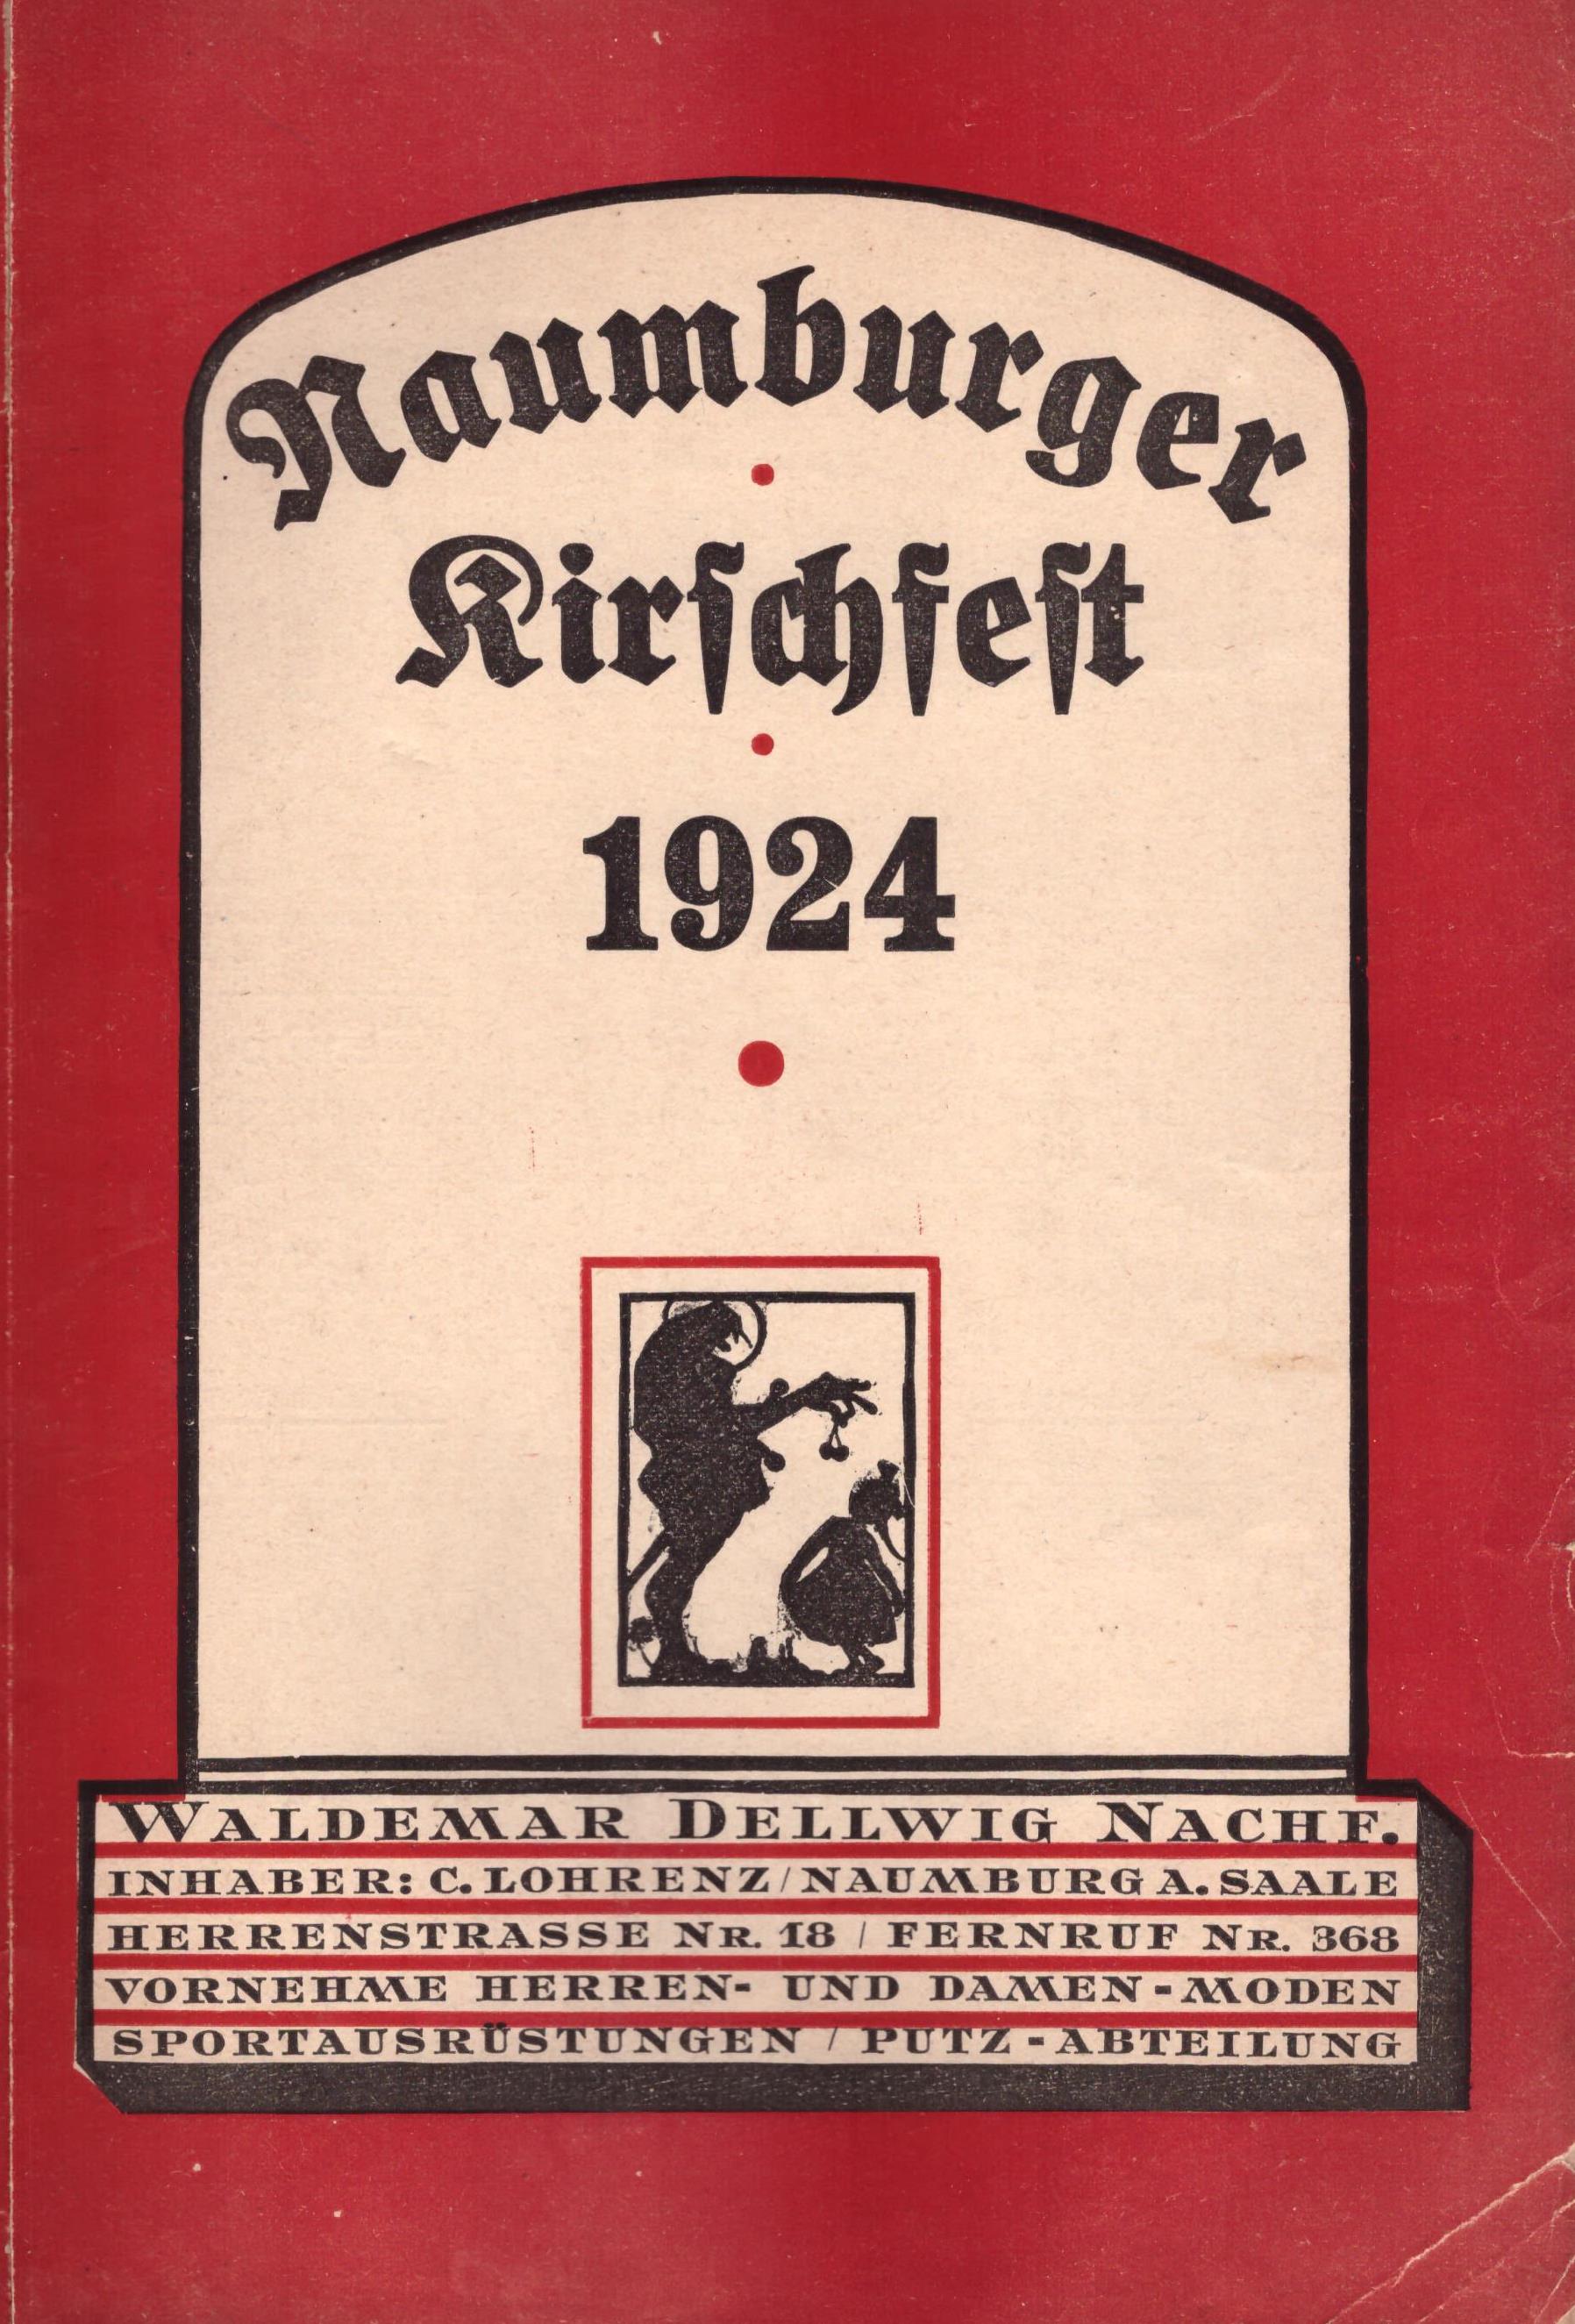 Naumburger
Kirſchfeſt
1924
WALDEMAR DELLWIG NACHF.
INHABER: C. LOHRENZ / NAUMBURG A. SAALE
HERRENSTRASSE NR. 18 / FERNRUF NR. 368
VORNEHME HERREN- UND DAMEN-MODEN
SPORTAUSRÜSTUNGEN / PUTZ-ABTEILUNG